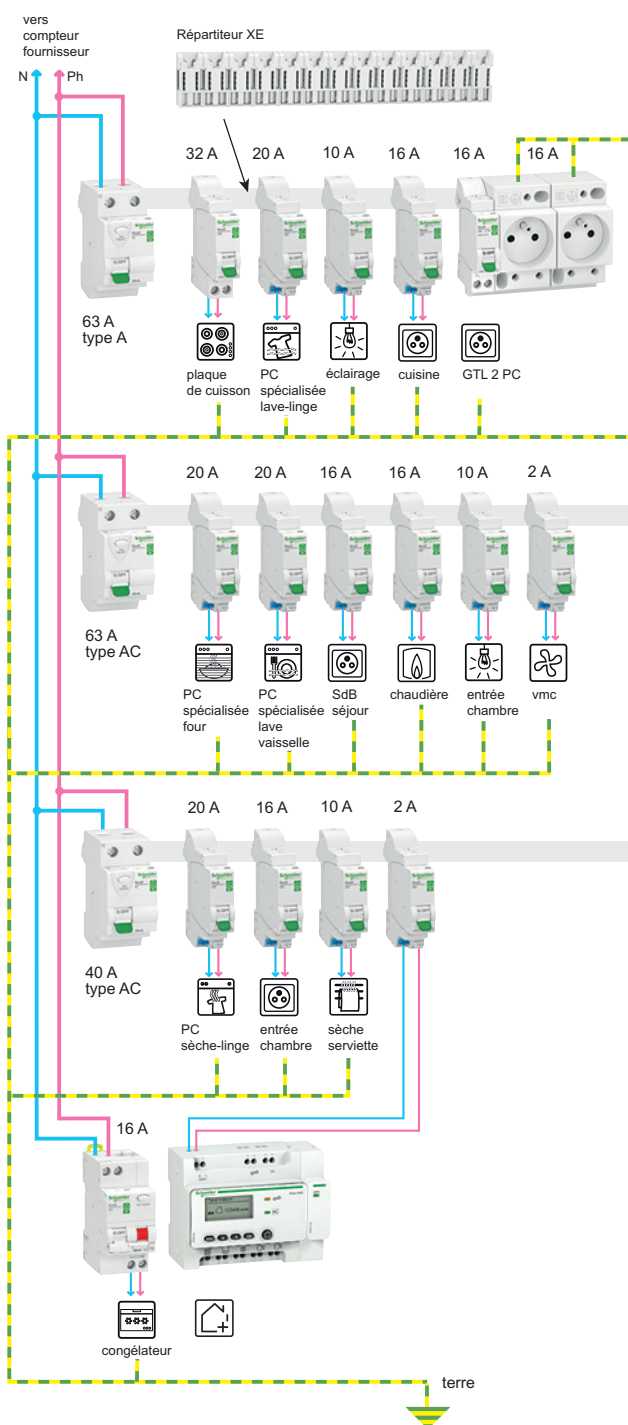 vers
compteur
fournisseur
N Ph
Répartiteur XE
32 A 20 A 10 A 16 A 16 A 16 A
63 A
type A
plaque
de cuisson
PC
spécialisée
lave-linge
éclairage
cuisine
GTL 2 PC
20 A 20 A 16 A 16 A 10 A 2 A
63 A
type AC
PC
spécialisée
four
PC
spécialisée
lave
vaisselle
SdB
séjour
chaudière
entrée
chambre
vmc
20 A 16 A 10 A 2 A
40 A
type AC
PC
sèche-linge
entrée
chambre
sèche
serviette
16 A
Schneider
congélateur
terre